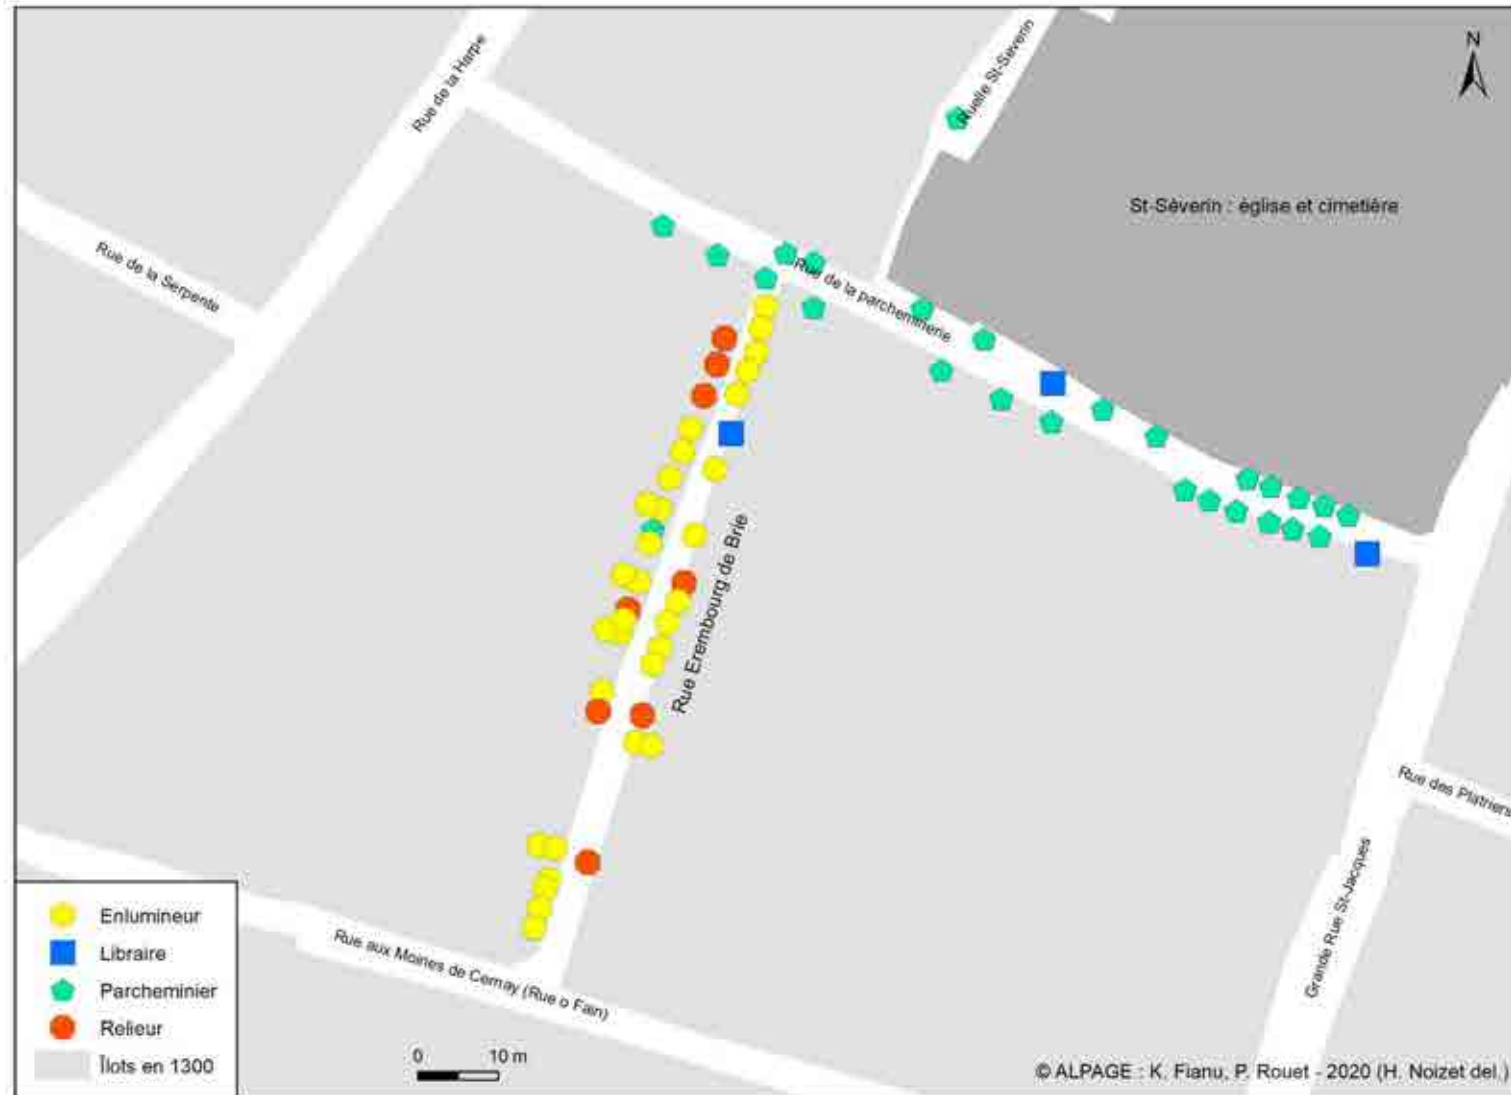 N
Rue de la Harpe
Ruelle St-Severin
St-Séverin : église et cimetière
Rue de la Serpente
Rue de la parcheminerie
Rue Erembourg de Brie
Rue des Platriers
Grande Rue St-Jacques
Rue aux Moines de Cernay (Rue o Fain)
Enlumineur
Libraire
Parcheminier
Relieur
Îlots en 1300
0 10 m
© ALPAGE : K. Fianu, P. Rouet - 2020 (H. Noizet del.)